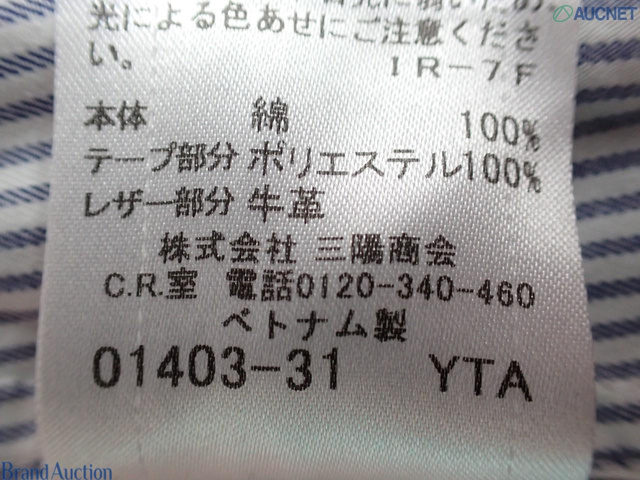 AUCNET
光による色あせにご注意くださ
い。
IR-7F
本体 綿 100%
テープ部分 ポリエステル100%
レザー部分 牛革
株式会社 三陽商会
C.R.室 電話0120-340-460
ベトナム製
01403-31 YTA
Brand Auction